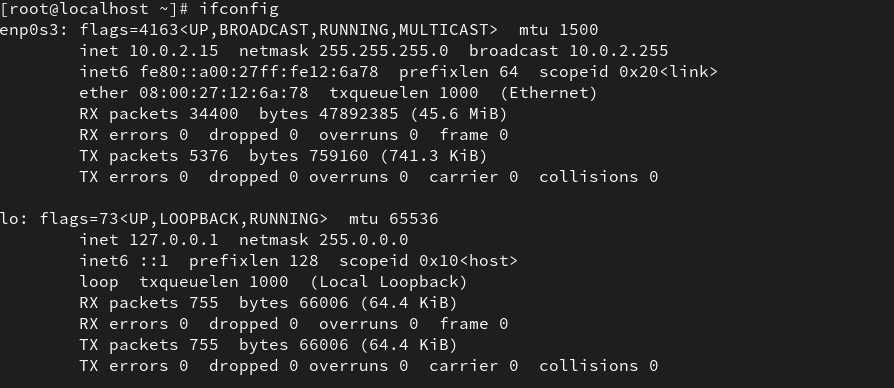 [root@localhost ~]# ifconfig
enp0s3: flags=4163<UP,BROADCAST,RUNNING,MULTICAST>  mtu 1500
        inet 10.0.2.15  netmask 255.255.255.0  broadcast 10.0.2.255
        inet6 fe80::a00:27ff:fe12:6a78  prefixlen 64  scopeid 0x20<link>
        ether 08:00:27:12:6a:78  txqueuelen 1000  (Ethernet)
        RX packets 34400  bytes 47892385 (45.6 MiB)
        RX errors 0  dropped 0  overruns 0  frame 0
        TX packets 5376  bytes 759160 (741.3 KiB)
        TX errors 0  dropped 0 overruns 0  carrier 0  collisions 0

lo: flags=73<UP,LOOPBACK,RUNNING>  mtu 65536
        inet 127.0.0.1  netmask 255.0.0.0
        inet6 ::1  prefixlen 128  scopeid 0x10<host>
        loop  txqueuelen 1000  (Local Loopback)
        RX packets 755  bytes 66006 (64.4 KiB)
        RX errors 0  dropped 0  overruns 0  frame 0
        TX packets 755  bytes 66006 (64.4 KiB)
        TX errors 0  dropped 0 overruns 0  carrier 0  collisions 0